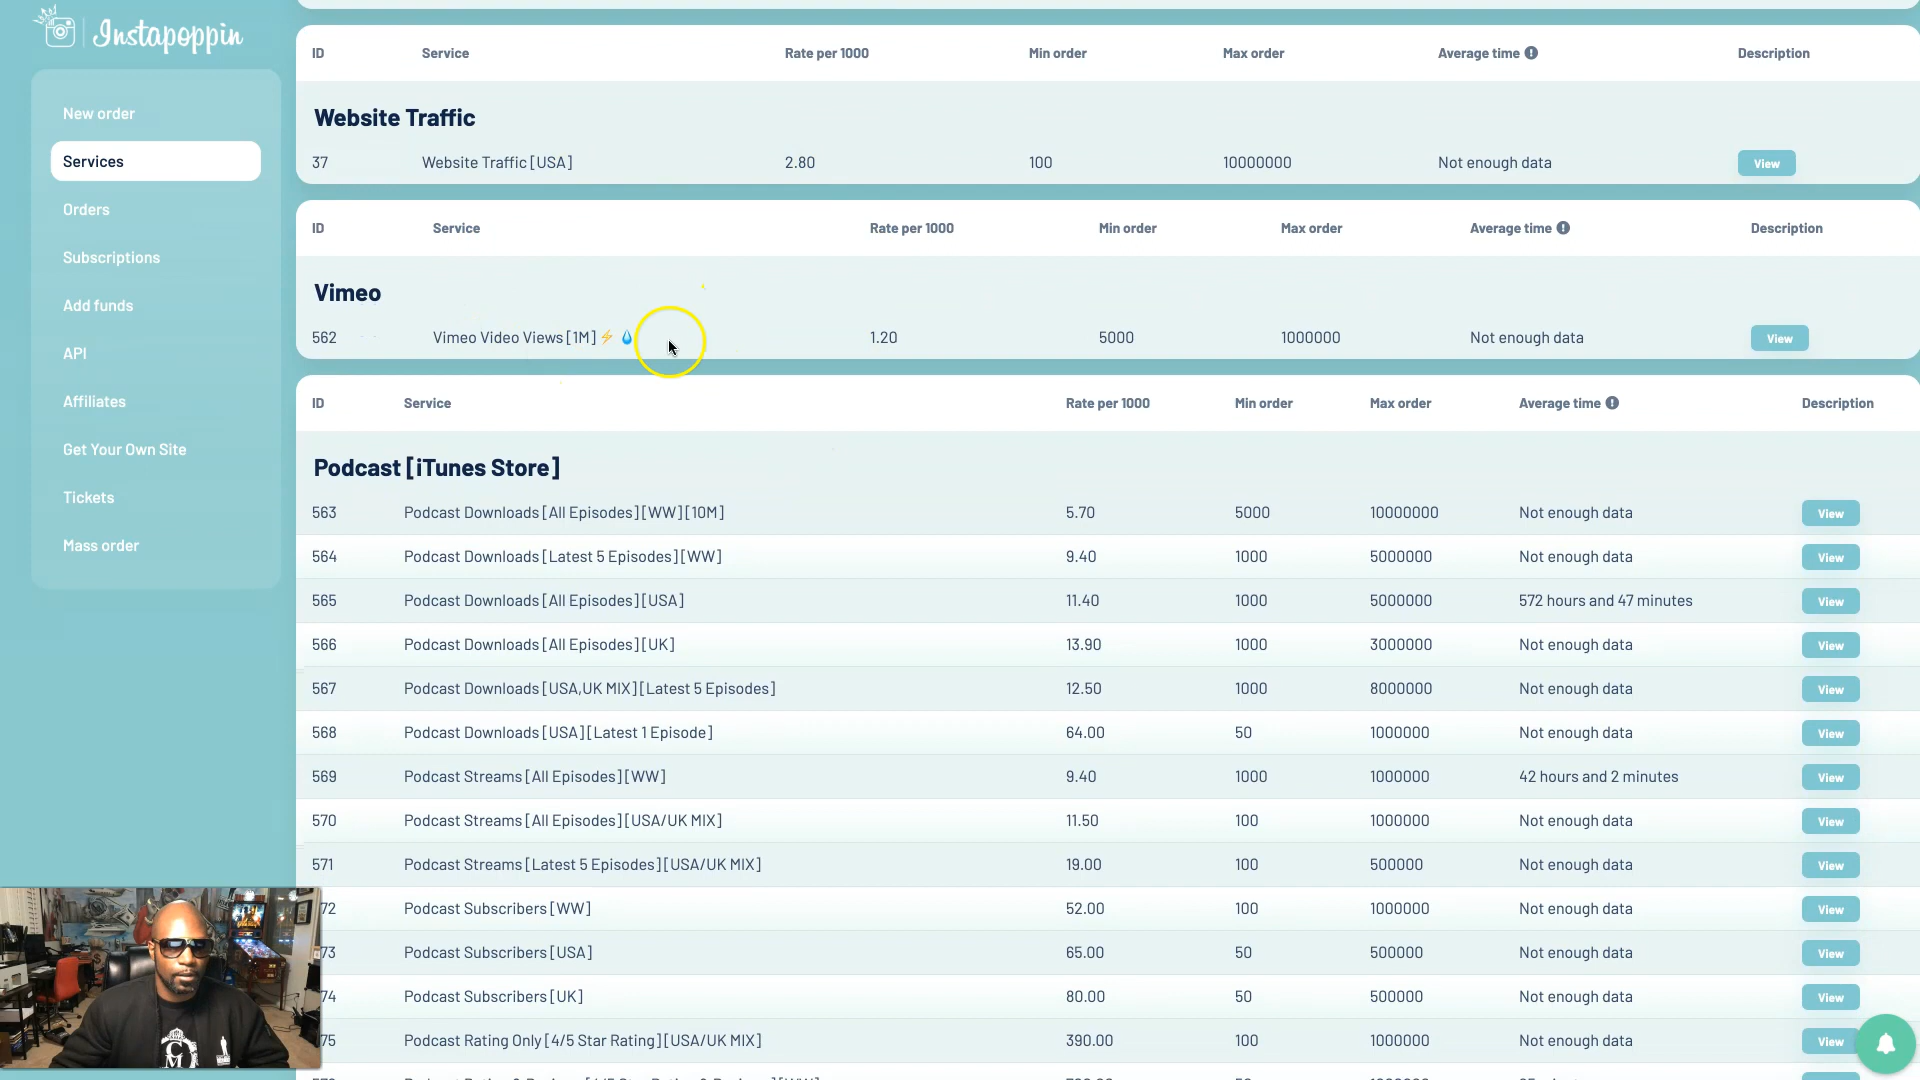 Instapoppin
New order
Services
Orders
Subscriptions
Add funds
API
Affiliates
Get Your Own Site
Tickets
Mass order
ID Service Rate per 1000 Min order Max order Average time Description
Website Traffic
37 Website Traffic [USA] 2.80 100 10000000 Not enough data View
ID Service Rate per 1000 Min order Max order Average time Description
Vimeo
562 Vimeo Video Views [1M] ⚡ 💧 1.20 5000 1000000 Not enough data View
ID Service Rate per 1000 Min order Max order Average time Description
Podcast [iTunes Store]
563 Podcast Downloads [All Episodes] [WW] [10M] 5.70 5000 10000000 Not enough data View
564 Podcast Downloads [Latest 5 Episodes] [WW] 9.40 1000 5000000 Not enough data View
565 Podcast Downloads [All Episodes] [USA] 11.40 1000 5000000 572 hours and 47 minutes View
566 Podcast Downloads [All Episodes] [UK] 13.90 1000 3000000 Not enough data View
567 Podcast Downloads [USA,UK MIX] [Latest 5 Episodes] 12.50 1000 8000000 Not enough data View
568 Podcast Downloads [USA] [Latest 1 Episode] 64.00 50 1000000 Not enough data View
569 Podcast Streams [All Episodes] [WW] 9.40 1000 1000000 42 hours and 2 minutes View
570 Podcast Streams [All Episodes] [USA/UK MIX] 11.50 100 1000000 Not enough data View
571 Podcast Streams [Latest 5 Episodes] [USA/UK MIX] 19.00 100 500000 Not enough data View
72 Podcast Subscribers [WW] 52.00 100 1000000 Not enough data View
73 Podcast Subscribers [USA] 65.00 50 500000 Not enough data View
74 Podcast Subscribers [UK] 80.00 50 500000 Not enough data View
75 Podcast Rating Only [4/5 Star Rating] [USA/UK MIX] 390.00 100 1000000 Not enough data View